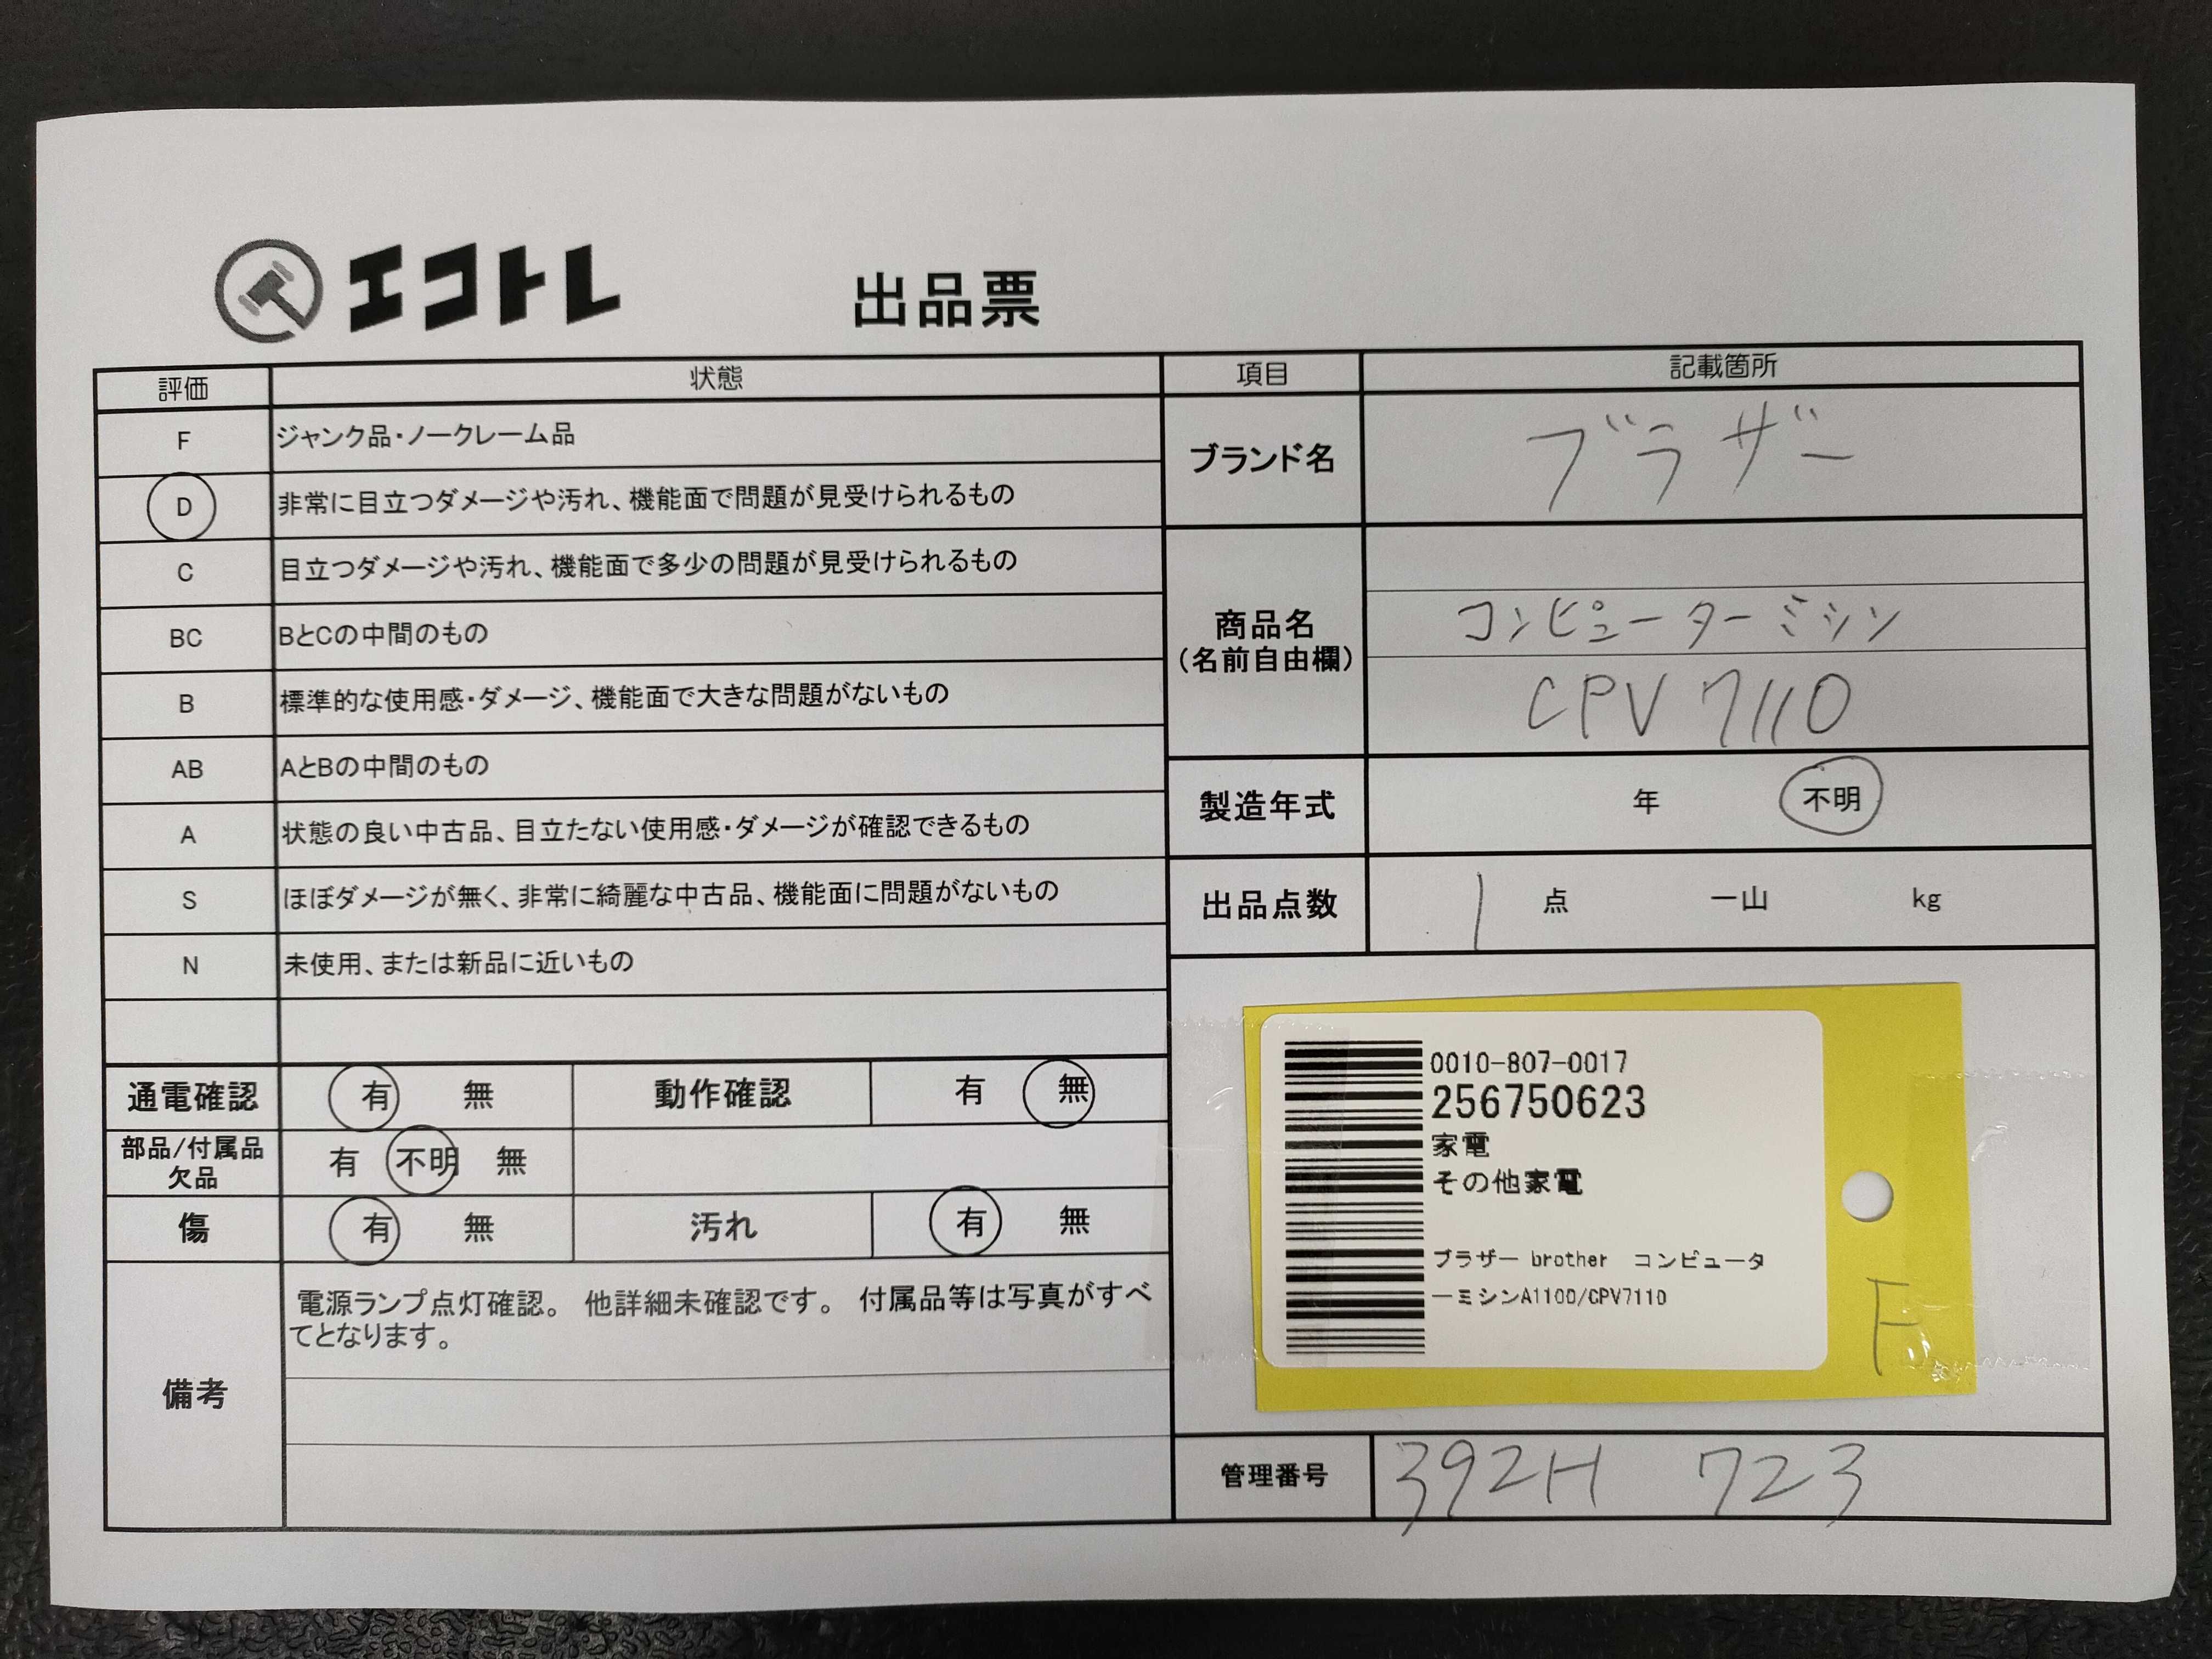 エコトレ
出品票
評価 状態
F ジャンク品・ノークレーム品
D 非常に目立つダメージや汚れ、機能面で問題が見受けられるもの
C 目立つダメージや汚れ、機能面で多少の問題が見受けられるもの
BC BとCの中間のもの
B 標準的な使用感・ダメージ、機能面で大きな問題がないもの
AB AとBの中間のもの
A 状態の良い中古品、目立たない使用感・ダメージが確認できるもの
S ほぼダメージが無く、非常に綺麗な中古品、機能面に問題がないもの
N 未使用、または新品に近いもの
通電確認 有 無 動作確認 有 無
部品/付属品
欠品 有 不明 無
傷 有 無 汚れ 有 無
備考
電源ランプ点灯確認。 他詳細未確認です。 付属品等は写真がすべ
てとなります。
項目 記載箇所
ブランド名 ブラザー
商品名
(名前自由欄)
コンピューターミシン
CPV7110
製造年式 年 不明
出品点数 1 点 一山 kg
0010-807-0017
256750623
家電
その他家電
ブラザー brother コンピュータ
ーミシンA1100/CPV7110
F
管理番号 392H 723